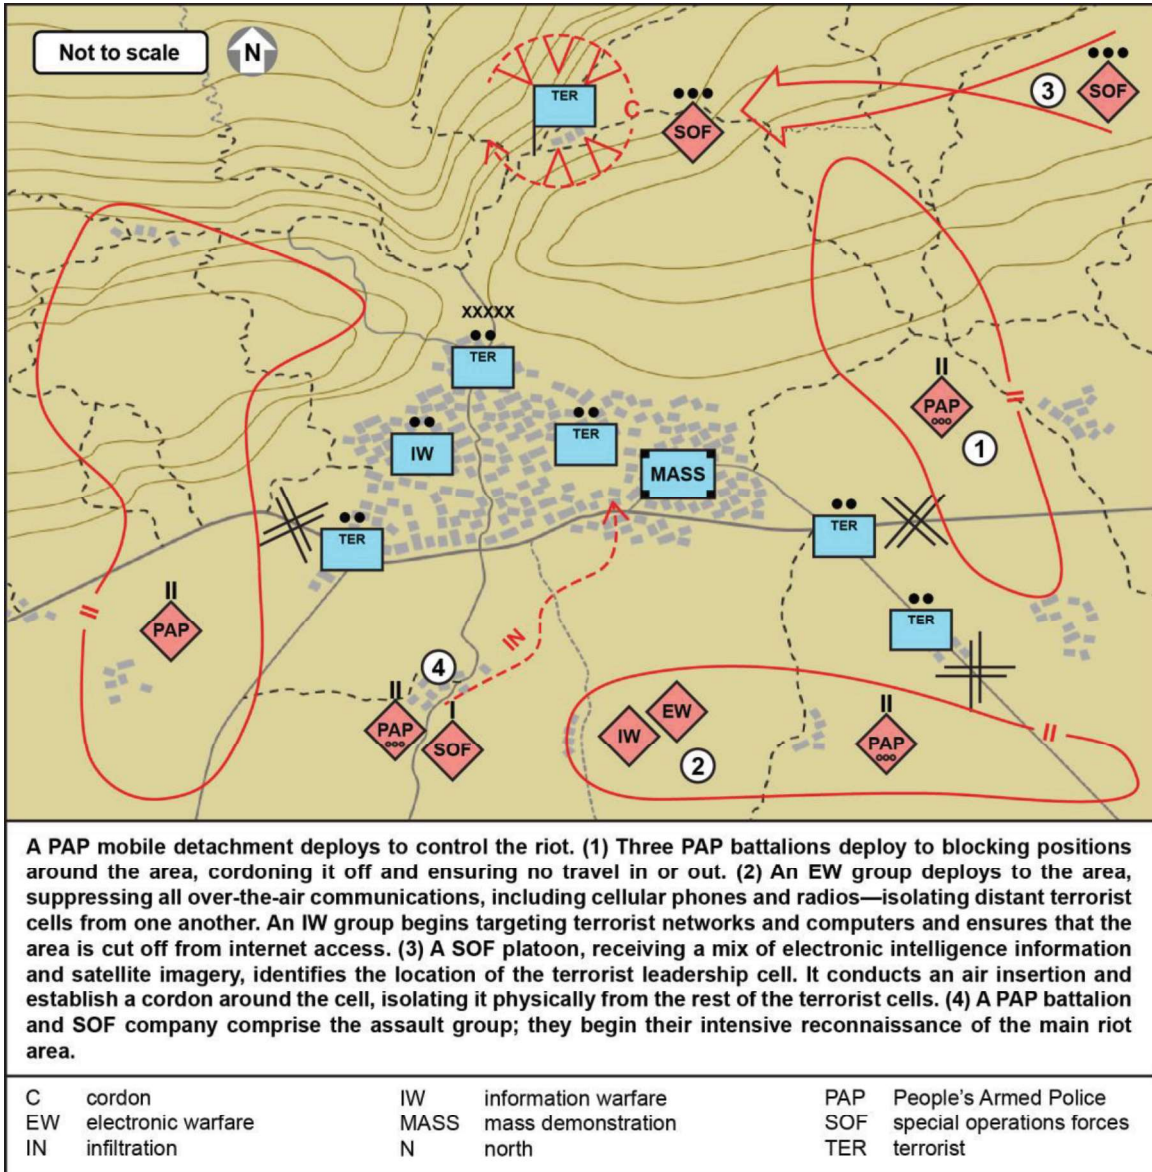 Not to scale
N
TER
C
SOF
3
SOF
XXXXX
TER
II
PAP
1
IW
TER
MASS
TER
TER
II
PAP
II
TER
II
IN
4
II
PAP
I
SOF
IW
EW
2
II
PAP
II
A PAP mobile detachment deploys to control the riot. (1) Three PAP battalions deploy to blocking positions
around the area, cordoning it off and ensuring no travel in or out. (2) An EW group deploys to the area,
suppressing all over-the-air communications, including cellular phones and radios—isolating distant terrorist
cells from one another. An IW group begins targeting terrorist networks and computers and ensures that the
area is cut off from internet access. (3) A SOF platoon, receiving a mix of electronic intelligence information
and satellite imagery, identifies the location of the terrorist leadership cell. It conducts an air insertion and
establish a cordon around the cell, isolating it physically from the rest of the terrorist cells. (4) A PAP battalion
and SOF company comprise the assault group; they begin their intensive reconnaissance of the main riot
area.
C cordon
EW electronic warfare
IN infiltration
IW information warfare
MASS mass demonstration
N north
PAP People's Armed Police
SOF special operations forces
TER terrorist